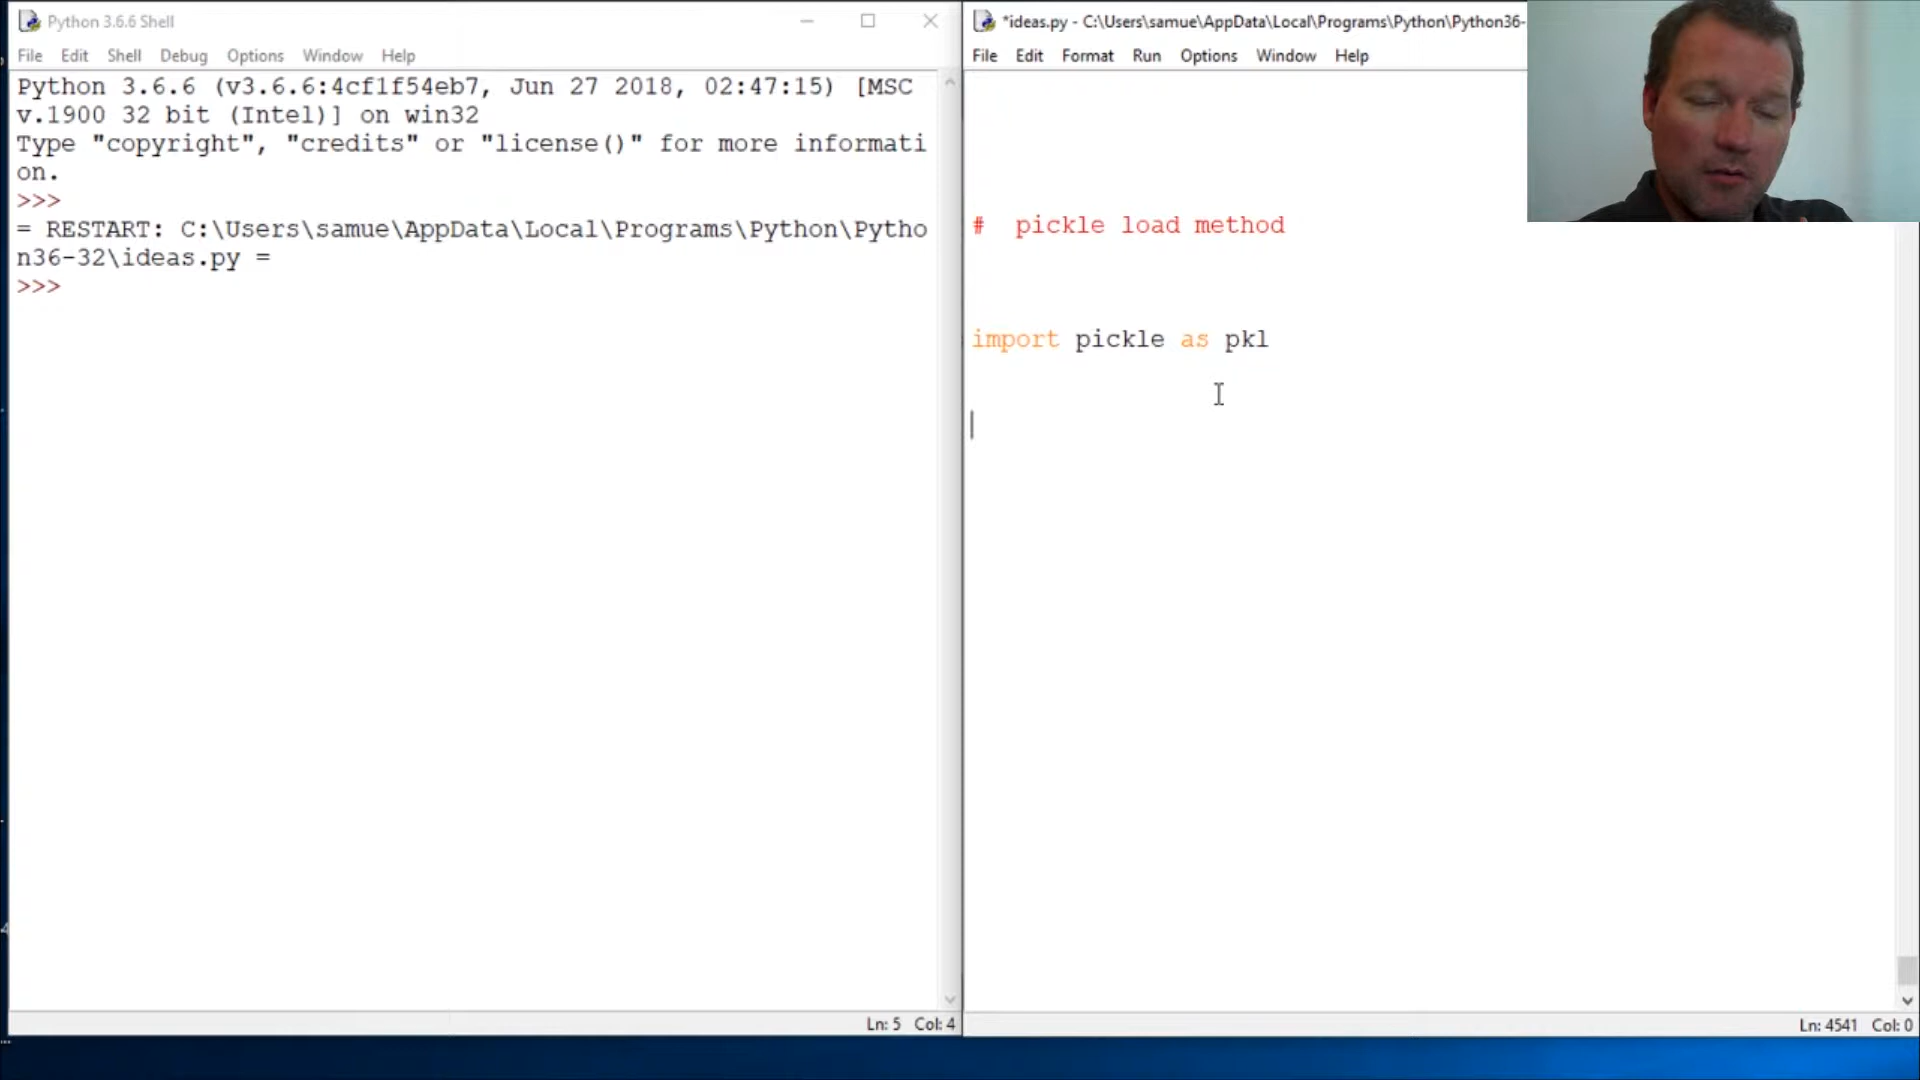 Python 3.6.6 Shell
File Edit Shell Debug Options Window Help
Python 3.6.6 (v3.6.6:4cf1f54eb7, Jun 27 2018, 02:47:15) [MSC
v.1900 32 bit (Intel)] on win32
Type "copyright", "credits" or "license()" for more informati
on.
>>>
= RESTART: C:\Users\samue\AppData\Local\Programs\Python\Pytho
n36-32\ideas.py =
>>>
Ln: 5 Col: 4
*ideas.py - C:\Users\samue\AppData\Local\Programs\Python\Python36-
File Edit Format Run Options Window Help
#  pickle load method
import pickle as pkl
Ln: 4541 Col: 0